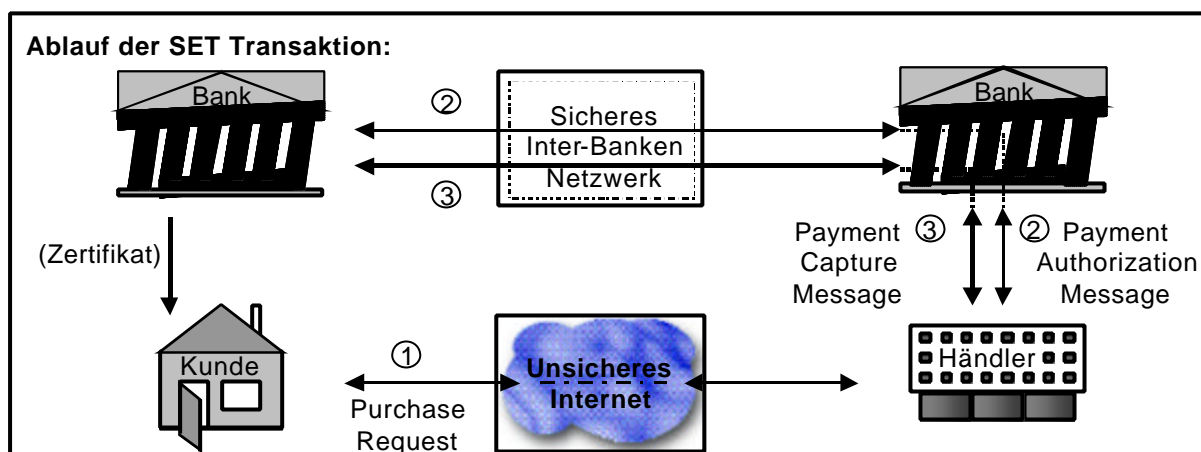 Ablauf der SET Transaktion:
Bank
②
Sicheres
Inter-Banken
Netzwerk
③
Bank
(Zertifikat)
Payment
Capture
Message
③
②
Payment
Authorization
Message
Kunde
①
Purchase
Request
Unsicheres
Internet
Händler